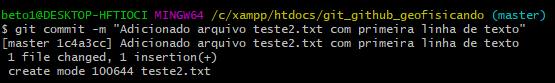 beto1@DESKTOP-HFTIOCI MINGW64 /c/xampp/htdocs/git_github_geofisicando (master)
$ git commit -m "Adicionado arquivo teste2.txt com primeira linha de texto"
[master 1c4a3cc] Adicionado arquivo teste2.txt com primeira linha de texto
 1 file changed, 1 insertion(+)
 create mode 100644 teste2.txt